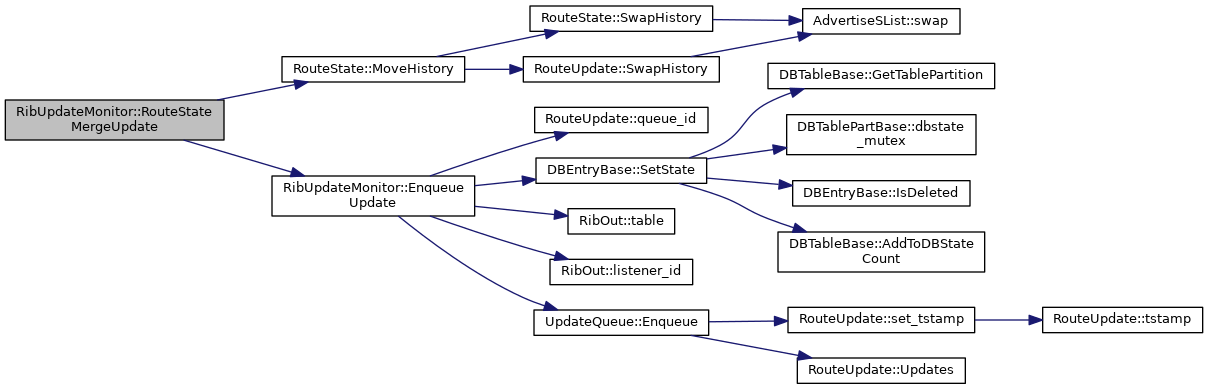 RibUpdateMonitor::RouteState
MergeUpdate
RouteState::MoveHistory
RouteState::SwapHistory
AdvertiseSList::swap
RouteUpdate::SwapHistory
RibUpdateMonitor::Enqueue
Update
RouteUpdate::queue_id
DBEntryBase::SetState
DBTableBase::GetTablePartition
DBTablePartBase::dbstate
_mutex
DBEntryBase::IsDeleted
DBTableBase::AddToDBState
Count
RibOut::table
RibOut::listener_id
UpdateQueue::Enqueue
RouteUpdate::set_tstamp
RouteUpdate::tstamp
RouteUpdate::Updates